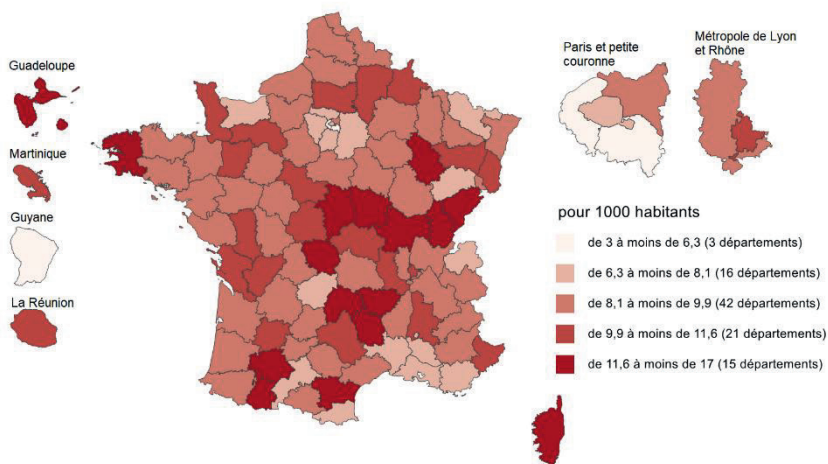 Guadeloupe
Martinique
Guyane
La Réunion
Paris et petite
couronne
Métropole de Lyon
et Rhône
pour 1000 habitants
de 3 à moins de 6,3 (3 départements)
de 6,3 à moins de 8,1 (16 départements)
de 8,1 à moins de 9,9 (42 départements)
de 9,9 à moins de 11,6 (21 départements)
de 11,6 à moins de 17 (15 départements)